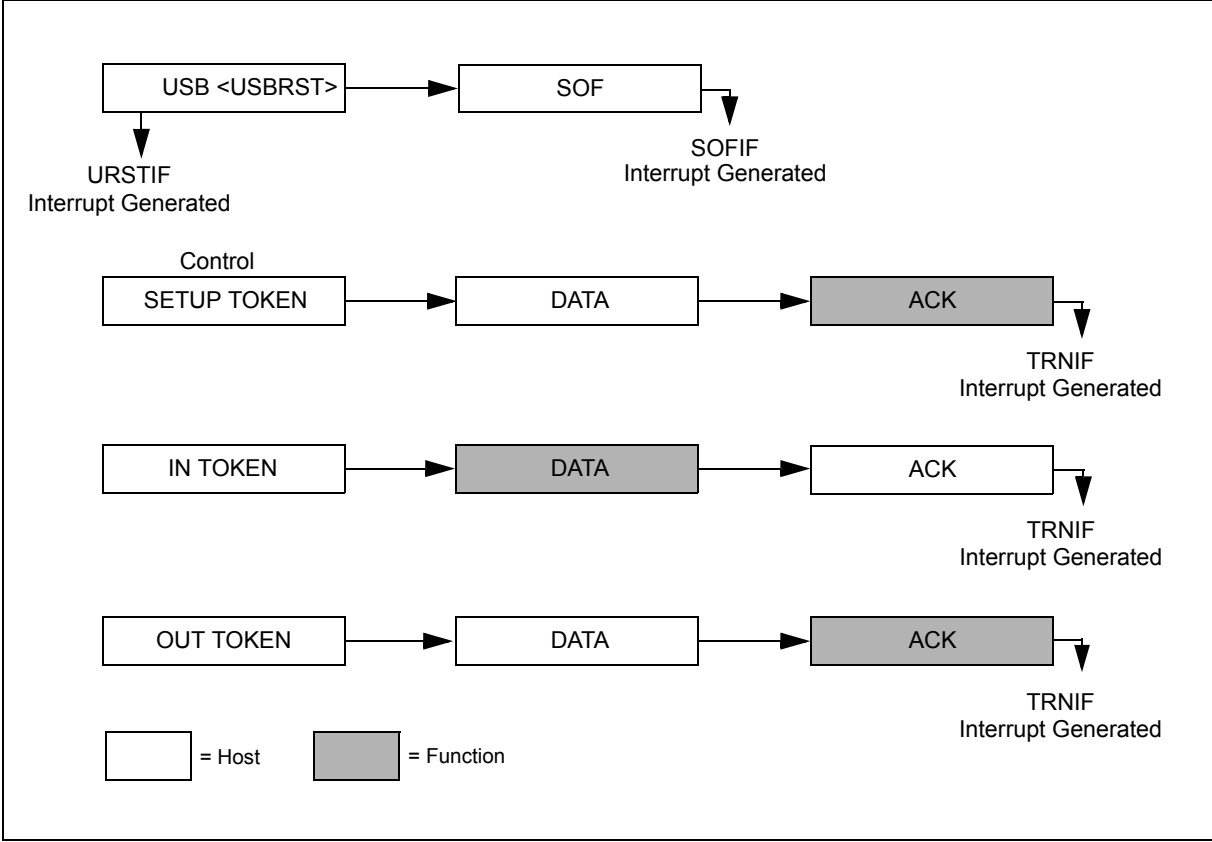 USB <USBRST>
SOF
URSTIF
Interrupt Generated
SOFIF
Interrupt Generated
Control
SETUP TOKEN
DATA
ACK
TRNIF
Interrupt Generated
IN TOKEN
DATA
ACK
TRNIF
Interrupt Generated
OUT TOKEN
DATA
ACK
TRNIF
Interrupt Generated
= Host
= Function